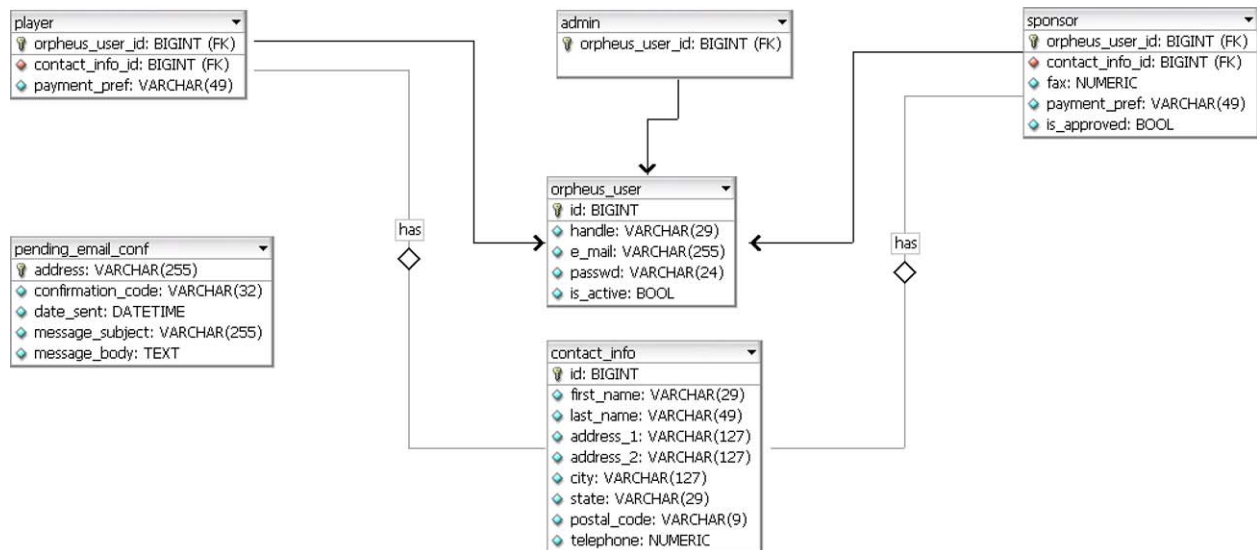 player
orpheus_user_id: BIGINT (FK)
contact_info_id: BIGINT (FK)
payment_pref: VARCHAR(49)
admin
orpheus_user_id: BIGINT (FK)
sponsor
orpheus_user_id: BIGINT (FK)
contact_info_id: BIGINT (FK)
fax: NUMERIC
payment_pref: VARCHAR(49)
is_approved: BOOL
orpheus_user
id: BIGINT
handle: VARCHAR(29)
e_mail: VARCHAR(255)
passwd: VARCHAR(24)
is_active: BOOL
has
has
pending_email_conf
address: VARCHAR(255)
confirmation_code: VARCHAR(32)
date_sent: DATETIME
message_subject: VARCHAR(255)
message_body: TEXT
contact_info
id: BIGINT
first_name: VARCHAR(29)
last_name: VARCHAR(49)
address_1: VARCHAR(127)
address_2: VARCHAR(127)
city: VARCHAR(127)
state: VARCHAR(29)
postal_code: VARCHAR(9)
telephone: NUMERIC